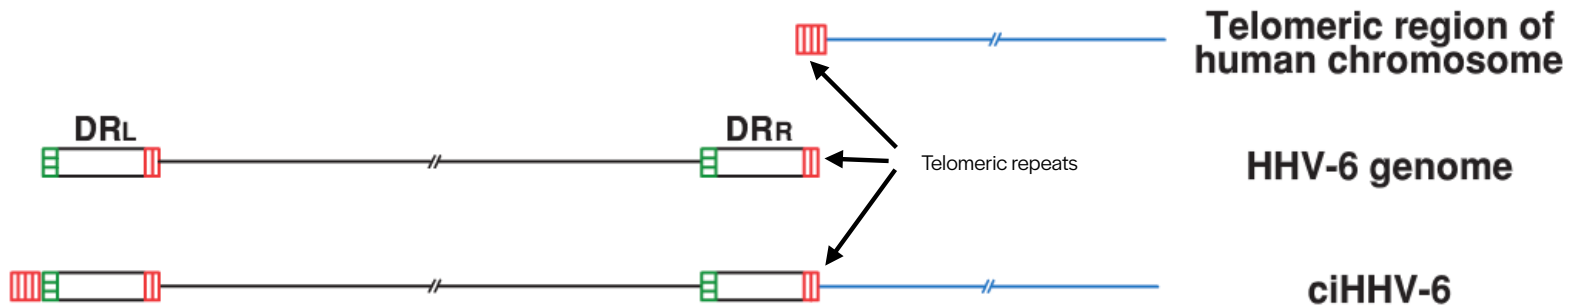 Telomeric region of
human chromosome
DRL
DRR
Telomeric repeats
HHV-6 genome
ciHHV-6